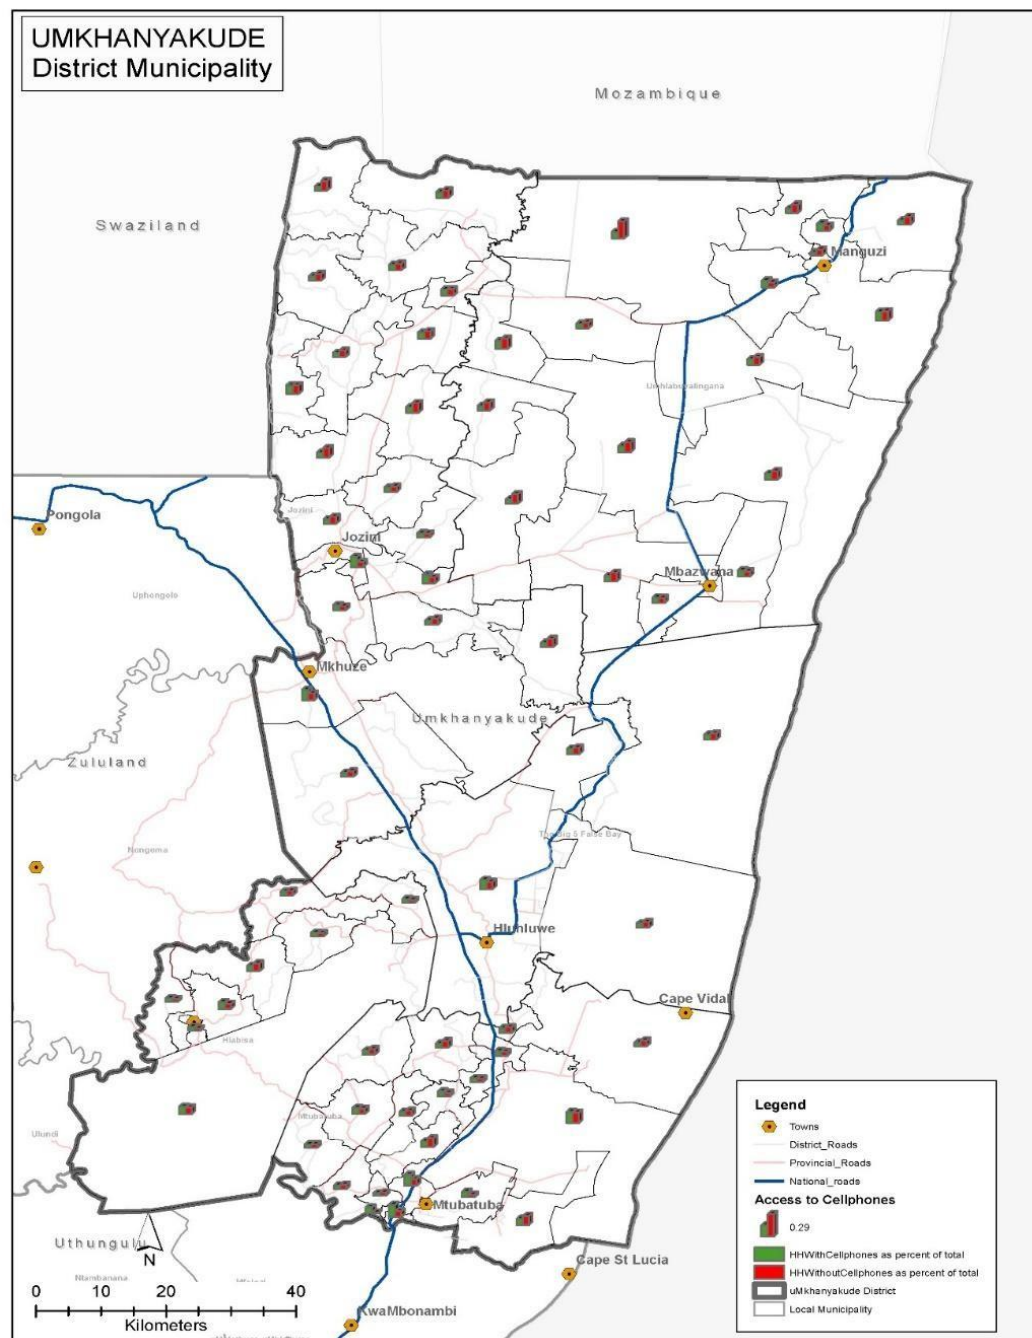 UMKHANYAKUDE
District Municipality
Mozambique
Swaziland
Manguzi
Umhlabuyalingana
Pongola
Jozini
Jozini
Uphongolo
Mbazwana
Mkhuze
Umkhanyakude
Zululand
The Big 5 False Bay
Nongoma
Hluhluwe
Cape Vidal
Hlabisa
Mtubatuba
Ulundi
Mtubatuba
Uthungulu
N
Cape St Lucia
Ntambanana
0 10 20 40
Kilometers
KwaMbonambi
Legend
Towns
District_Roads
Provincial_Roads
National_roads
Access to Cellphones
0.29
HHWithCellphones as percent of total
HHWithoutCellphones as percent of total
uMkhanyakude District
Local Municipality